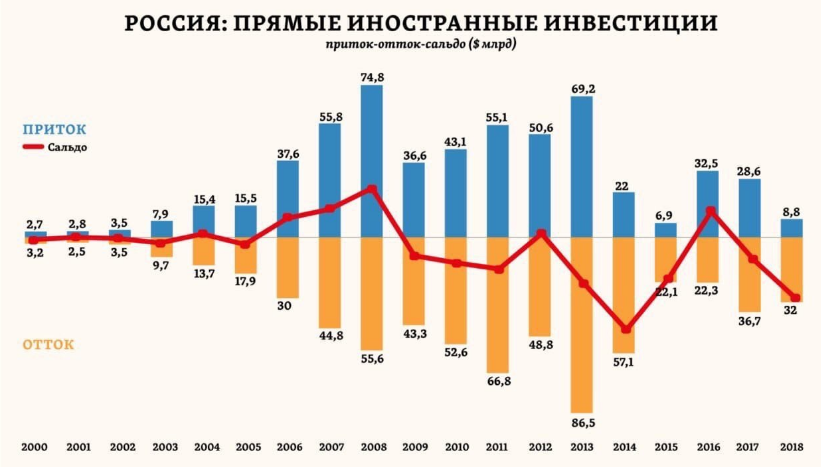 РОССИЯ: ПРЯМЫЕ ИНОСТРАННЫЕ ИНВЕСТИЦИИ
приток-отток-сальдо ($ млрд)
ПРИТОК
Сальдо
2,7 2,8 3,5 7,9 15,4 15,5 37,6 55,8 74,8 36,6 43,1 55,1 50,6 69,2 22 6,9 32,5 28,6 8,8
3,2 2,5 3,5 9,7 13,7 17,9 30 44,8 55,6 43,3 52,6 66,8 48,8 86,5 57,1 22,1 22,3 36,7 32
ОТТОК
2000 2001 2002 2003 2004 2005 2006 2007 2008 2009 2010 2011 2012 2013 2014 2015 2016 2017 2018